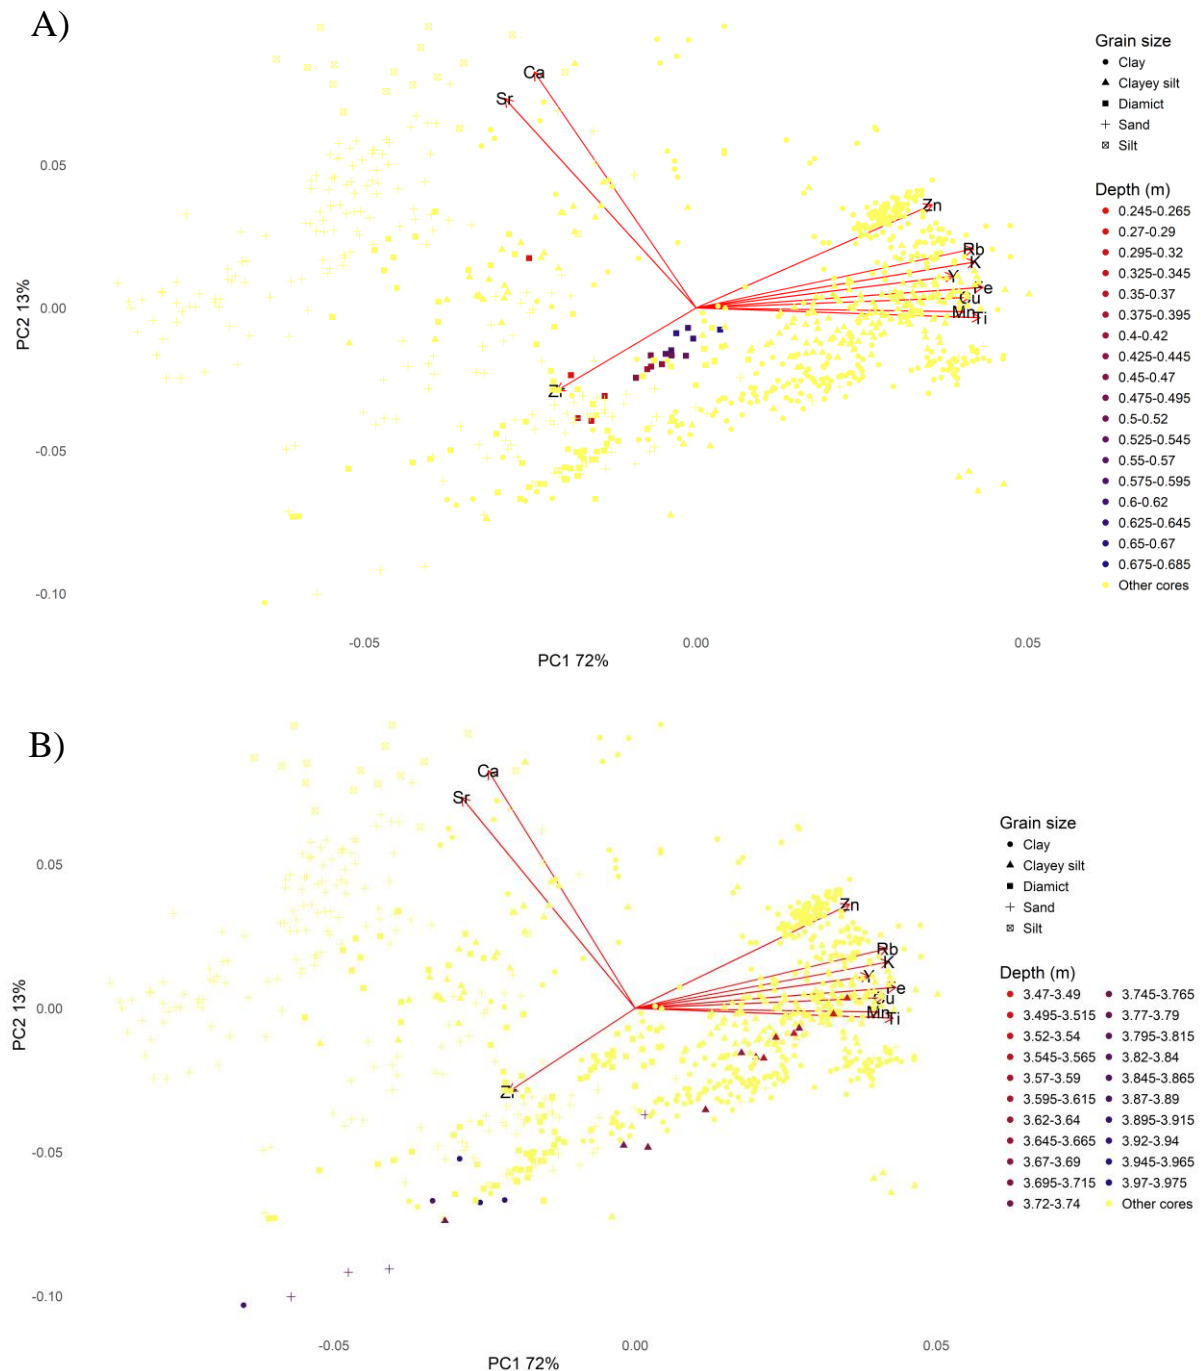 A)
Ca
Sr
Zn
Rb
K
Y
Fe
Cu
Mn
Ti
Zr
0.05
0.00
-0.05
-0.10
PC2 13%
-0.05
0.00
0.05
PC1 72%
Grain size
Clay
Clayey silt
Diamict
Sand
Silt
Depth (m)
0.245-0.265
0.27-0.29
0.295-0.32
0.325-0.345
0.35-0.37
0.375-0.395
0.4-0.42
0.425-0.445
0.45-0.47
0.475-0.495
0.5-0.52
0.525-0.545
0.55-0.57
0.575-0.595
0.6-0.62
0.625-0.645
0.65-0.67
0.675-0.685
Other cores
B)
Ca
Sr
Zn
Rb
K
Y
Fe
Cu
Mn
Ti
Zr
0.05
0.00
-0.05
-0.10
PC2 13%
-0.05
0.00
0.05
PC1 72%
Grain size
Clay
Clayey silt
Diamict
Sand
Silt
Depth (m)
3.47-3.49
3.495-3.515
3.52-3.54
3.545-3.565
3.57-3.59
3.595-3.615
3.62-3.64
3.645-3.665
3.67-3.69
3.695-3.715
3.72-3.74
3.745-3.765
3.77-3.79
3.795-3.815
3.82-3.84
3.845-3.865
3.87-3.89
3.895-3.915
3.92-3.94
3.945-3.965
3.97-3.975
Other cores